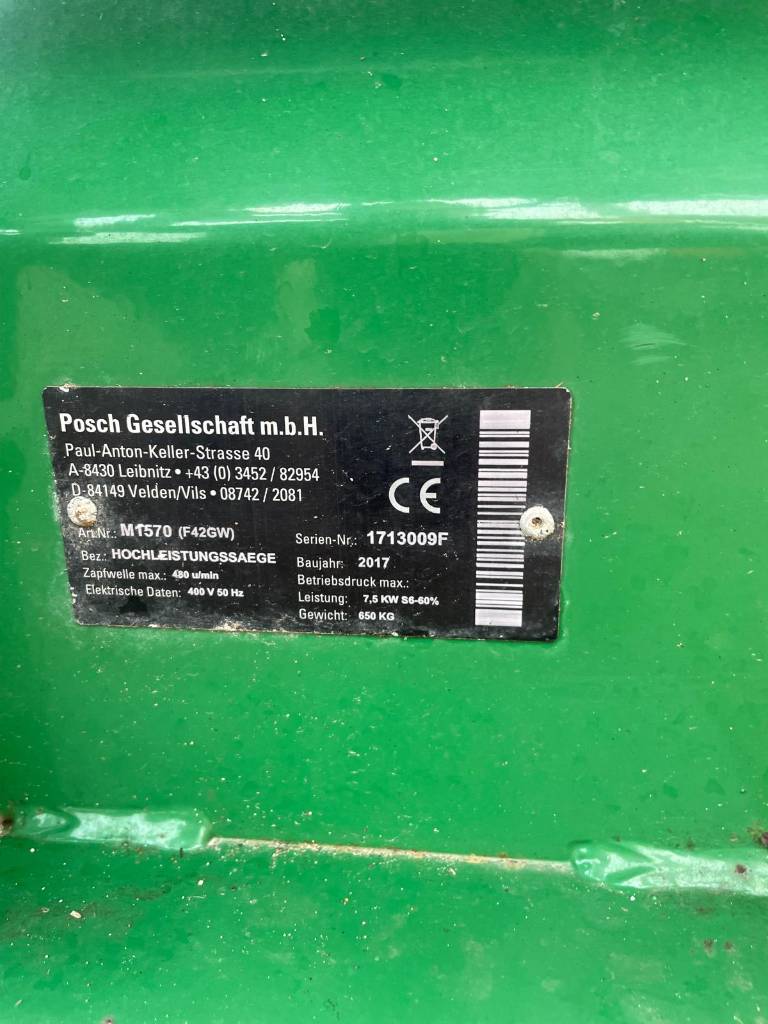 Posch Gesellschaft m.b.H.
Paul-Anton-Keller-Strasse 40
A-8430 Leibnitz • +43 (0) 3452 / 82954
D-84149 Velden/Vils • 08742 / 2081
CE
Art.Nr.: M1570 (F42GW)
Serien-Nr.: 1713009F
Bez.: HOCHLEISTUNGSSAEGE
Baujahr: 2017
Zapfwelle max.: 480 u/min
Betriebsdruck max.:
Elektrische Daten: 400 V 50 Hz
Leistung: 7,5 KW S6-60%
Gewicht: 650 KG